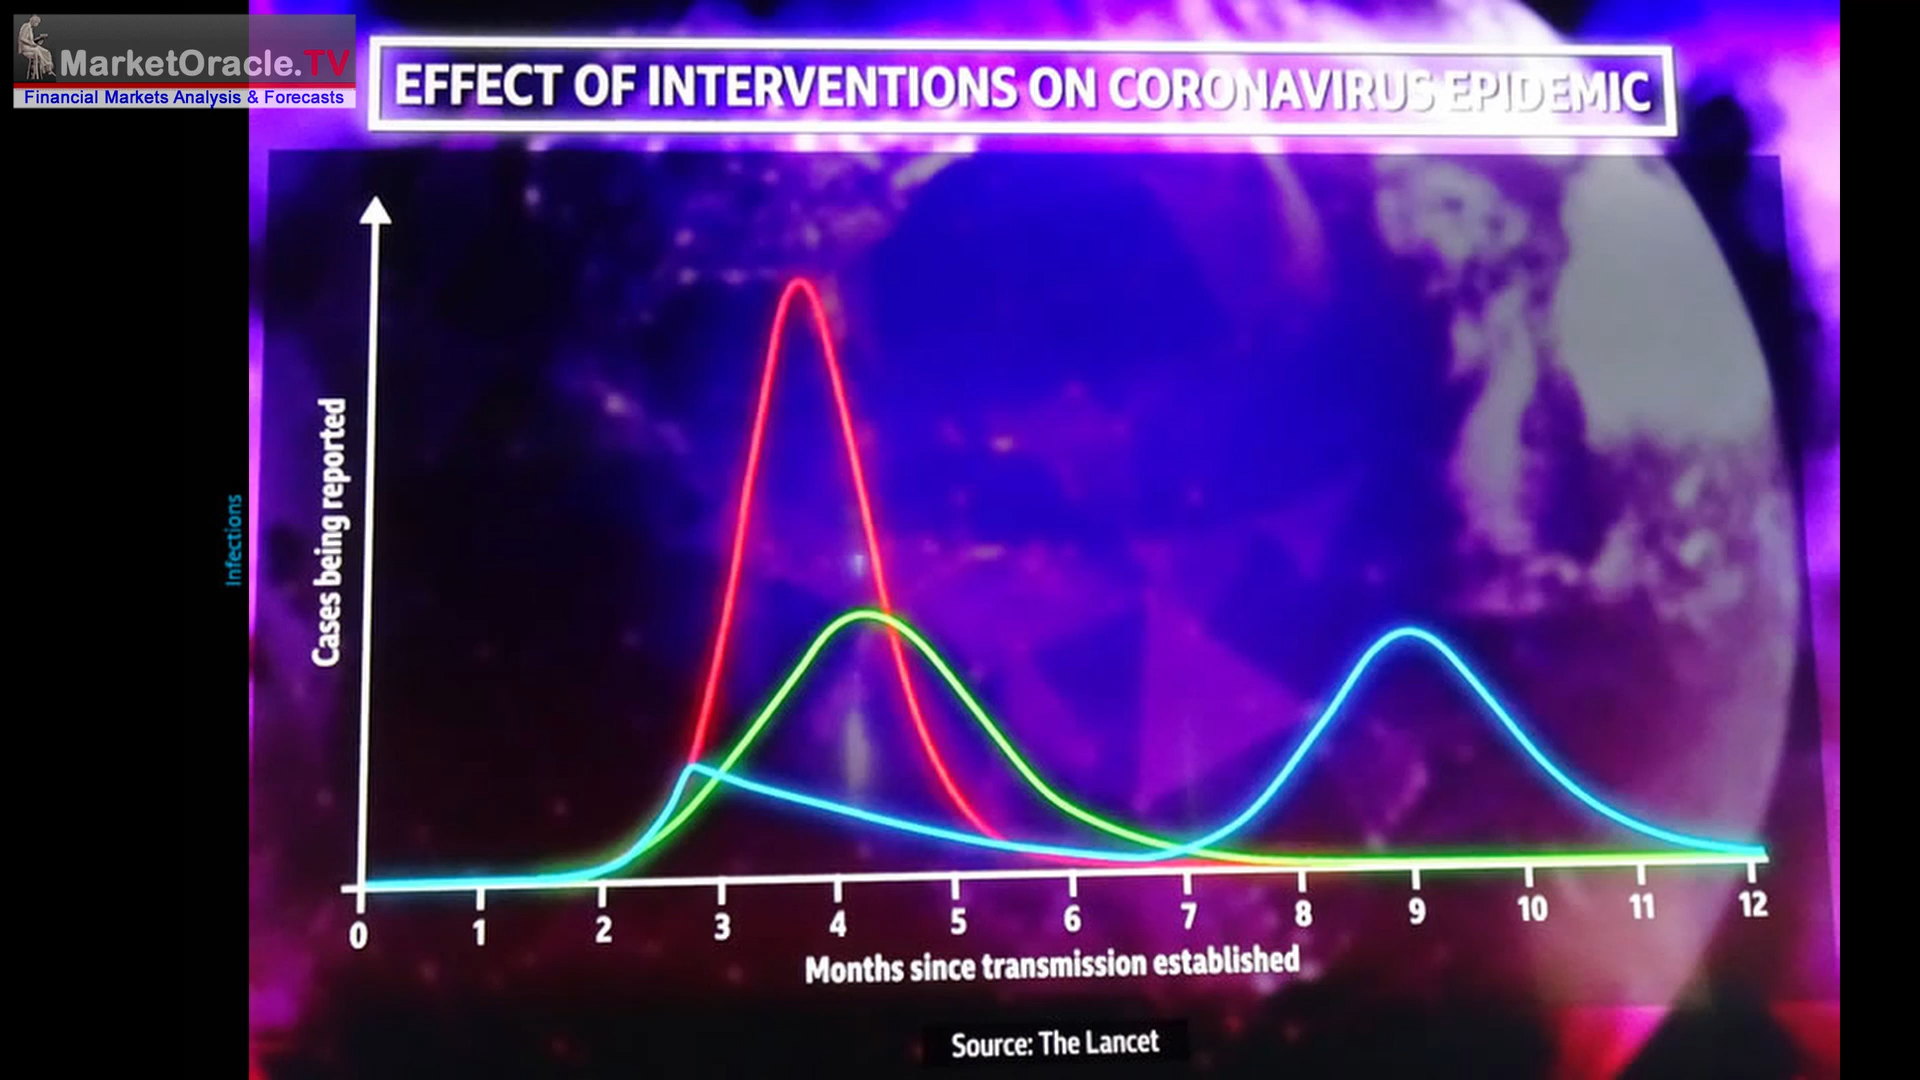 MarketOracle.TV
Financial Markets Analysis & Forecasts
EFFECT OF INTERVENTIONS ON CORONAVIRUS EPIDEMIC
Infections
Cases being reported
0 1 2 3 4 5 6 7 8 9 10 11 12
Months since transmission established
Source: The Lancet